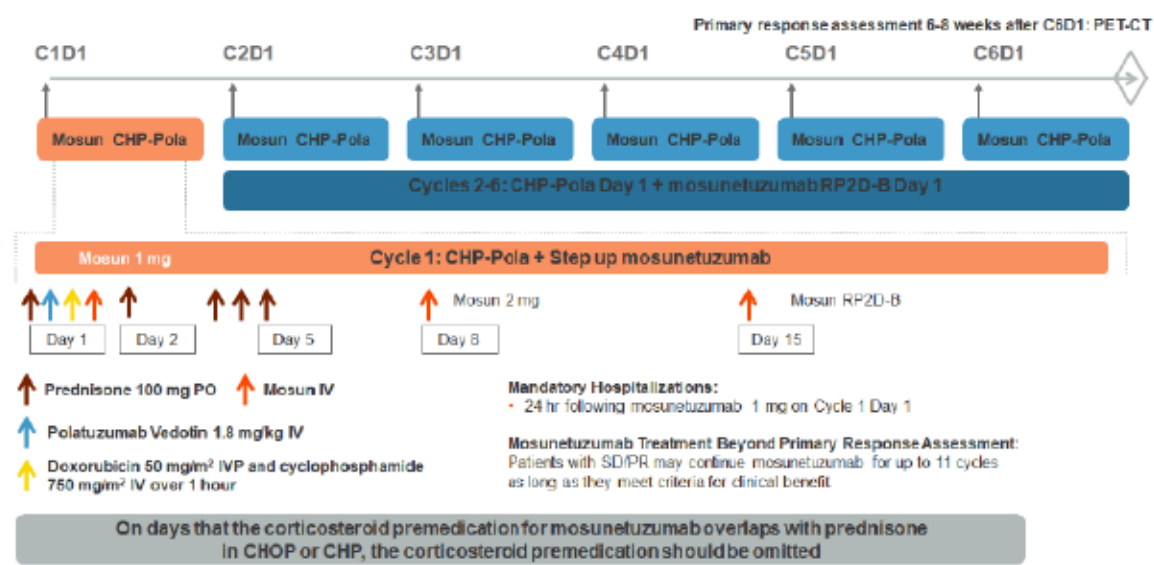 Primary response assessment 6-8 weeks after C6D1: PET-CT
C1D1 C2D1 C3D1 C4D1 C5D1 C6D1
Mosun CHP-Pola Mosun CHP-Pola Mosun CHP-Pola Mosun CHP-Pola Mosun CHP-Pola Mosun CHP-Pola
Cycles 2-6: CHP-Pola Day 1 + mosunetuzumab RP2D-B Day 1
Mosun 1 mg Cycle 1: CHP-Pola + Step up mosunetuzumab
Mosun 2 mg Mosun RP2D-B
Day 1 Day 2 Day 5 Day 8 Day 15
Prednisone 100 mg PO Mosun IV
Polatuzumab Vedotin 1.8 mg/kg IV
Doxorubicin 50 mg/m² IVP and cyclophosphamide
750 mg/m² IV over 1 hour
Mandatory Hospitalizations:
• 24 hr following mosunetuzumab 1 mg on Cycle 1 Day 1
Mosunetuzumab Treatment Beyond Primary Response Assessment:
Patients with SD/PR may continue mosunetuzumab for up to 11 cycles
as long as they meet criteria for clinical benefit
On days that the corticosteroid premedication for mosunetuzumab overlaps with prednisone
in CHOP or CHP, the corticosteroid premedication should be omitted